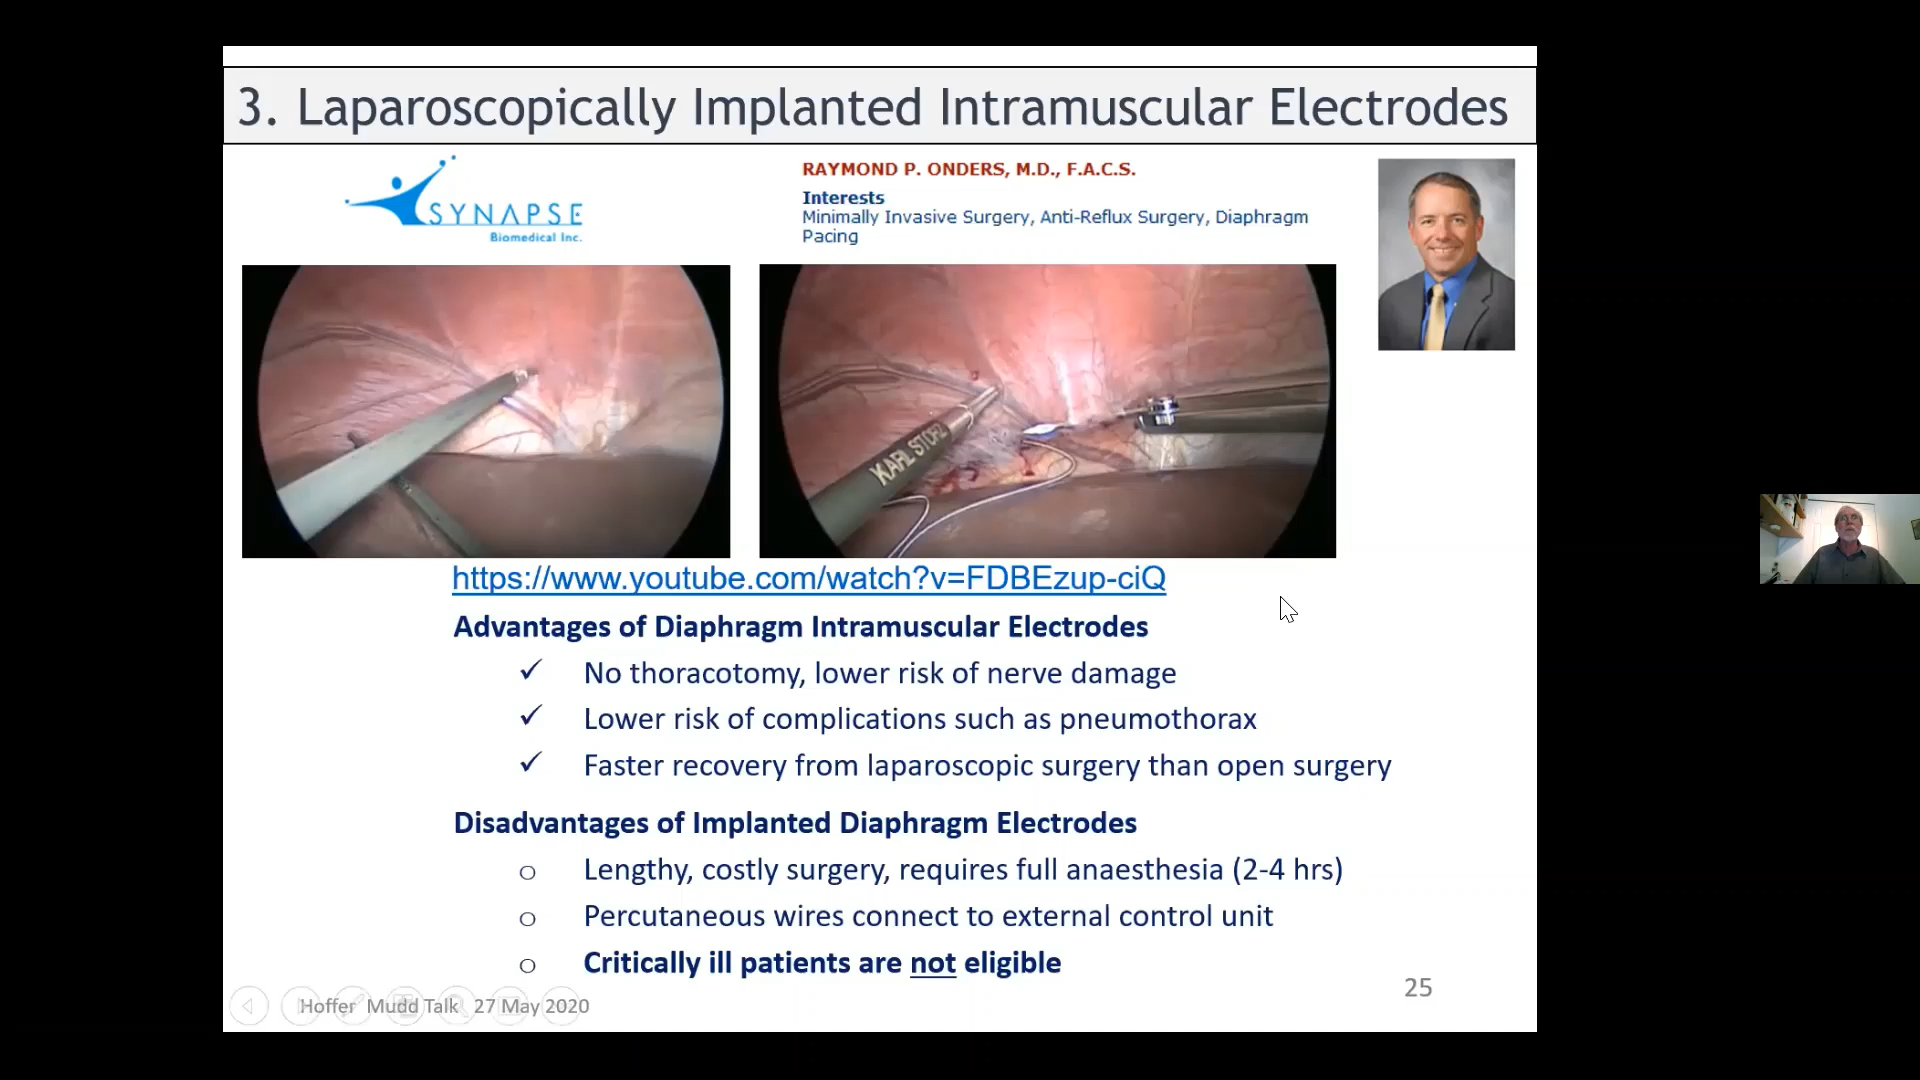 3. Laparoscopically Implanted Intramuscular Electrodes
SYNAPSE
Biomedical Inc.
RAYMOND P. ONDERS, M.D., F.A.C.S.
Interests
Minimally Invasive Surgery, Anti-Reflux Surgery, Diaphragm
Pacing
KARL STORZ
https://www.youtube.com/watch?v=FDBEzup-ciQ
Advantages of Diaphragm Intramuscular Electrodes
✓ No thoracotomy, lower risk of nerve damage
✓ Lower risk of complications such as pneumothorax
✓ Faster recovery from laparoscopic surgery than open surgery
Disadvantages of Implanted Diaphragm Electrodes
o Lengthy, costly surgery, requires full anaesthesia (2-4 hrs)
o Percutaneous wires connect to external control unit
o Critically ill patients are not eligible
Hoffer Mudd Talk 27 May 2020
25